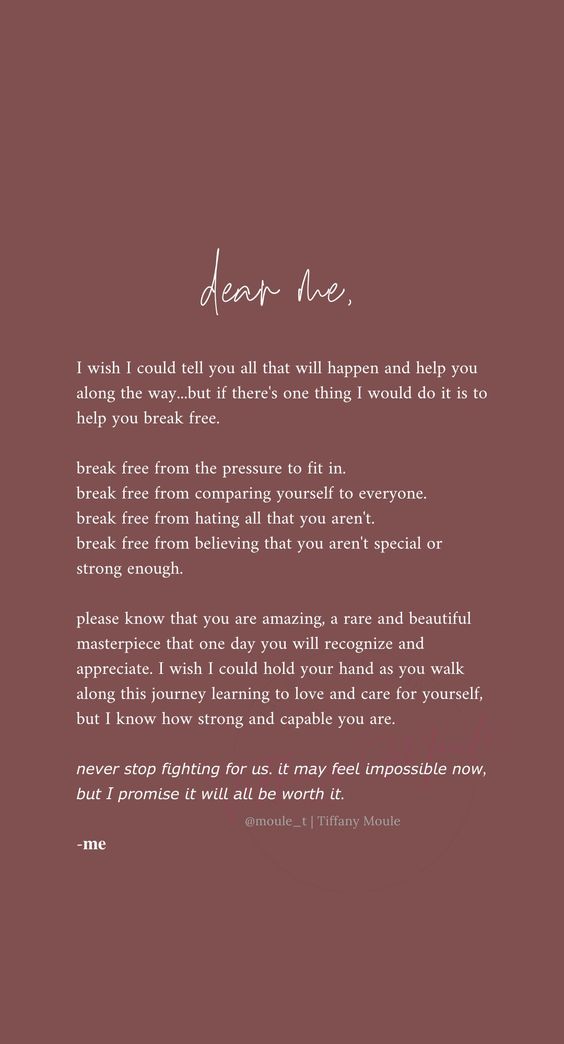 dear me,
I wish I could tell you all that will happen and help you
along the way...but if there's one thing I would do it is to
help you break free.
break free from the pressure to fit in.
break free from comparing yourself to everyone.
break free from hating all that you aren't.
break free from believing that you aren't special or
strong enough.
please know that you are amazing, a rare and beautiful
masterpiece that one day you will recognize and
appreciate. I wish I could hold your hand as you walk
along this journey learning to love and care for yourself,
but I know how strong and capable you are.
never stop fighting for us. it may feel impossible now,
but I promise it will all be worth it.
@moule_t | Tiffany Moule
-me